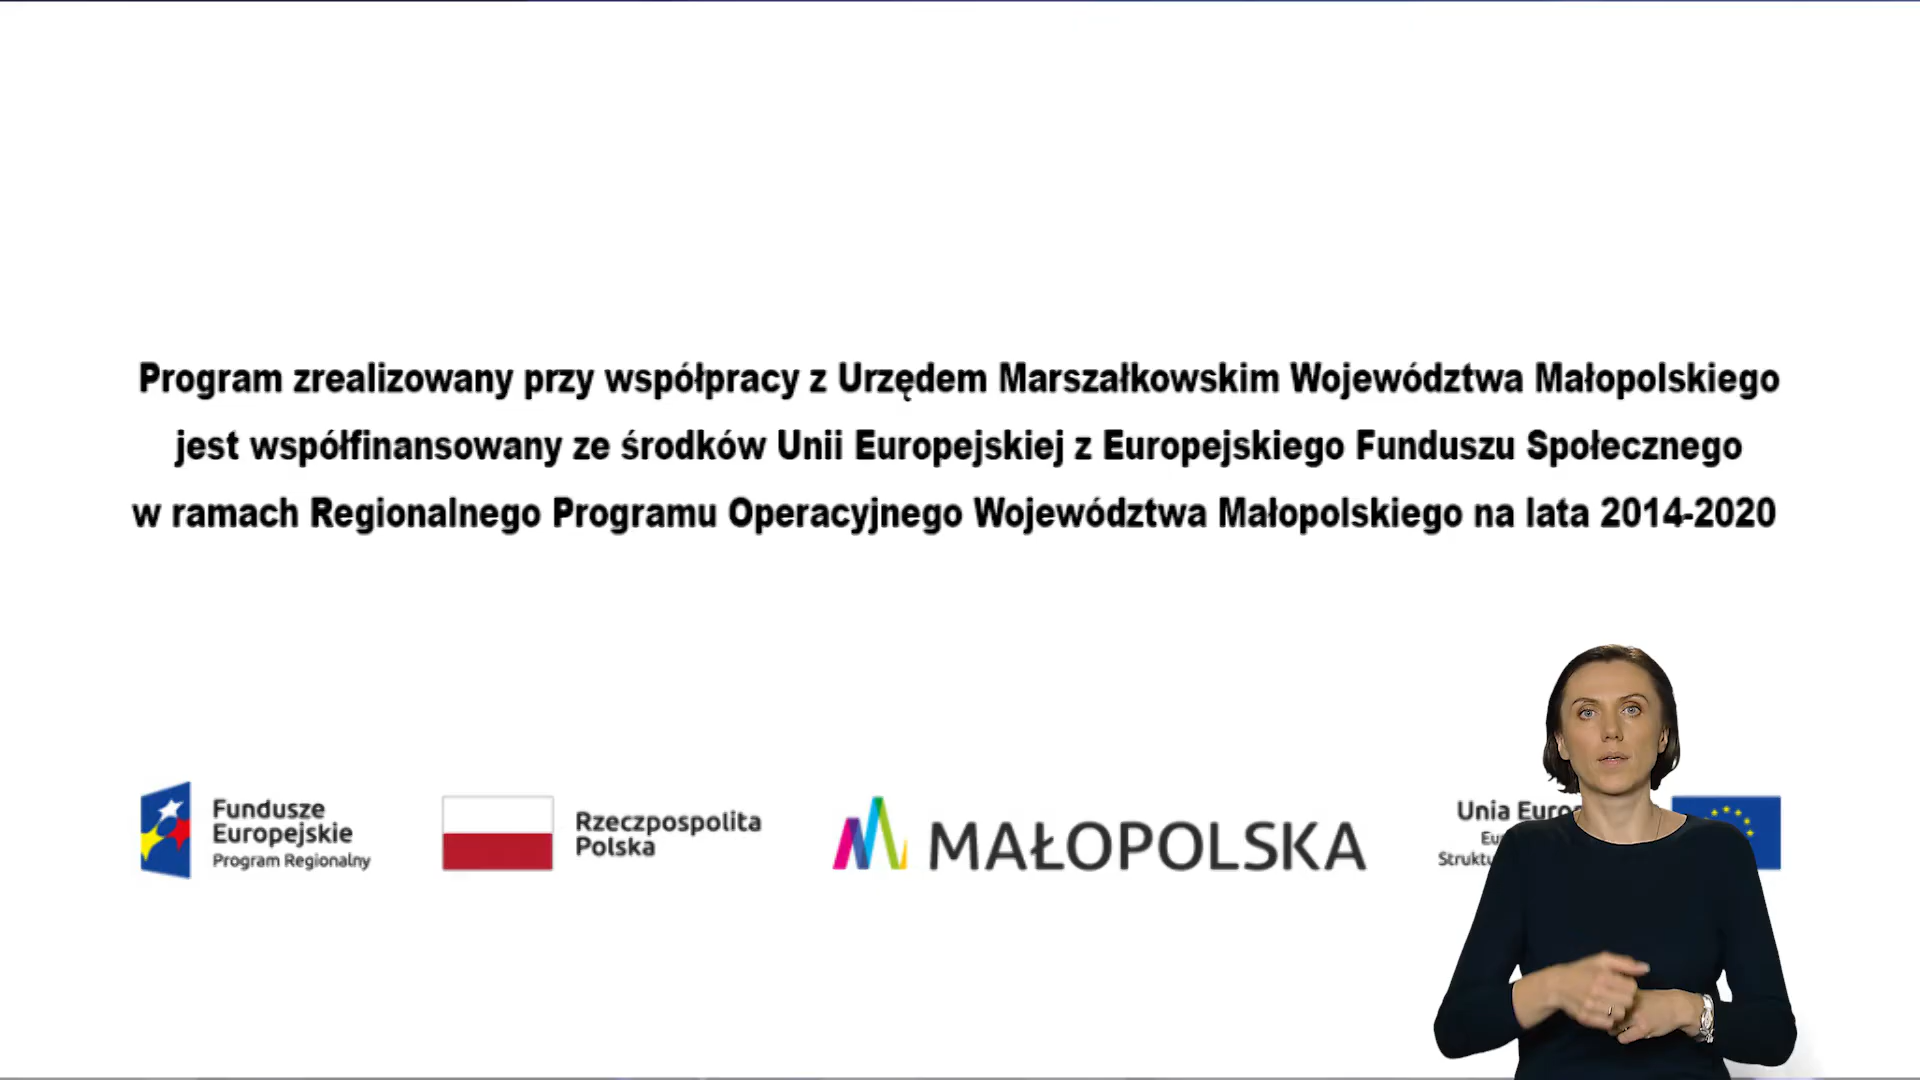 Program zrealizowany przy współpracy z Urzędem Marszałkowskim Województwa Małopolskiego
jest współfinansowany ze środków Unii Europejskiej z Europejskiego Funduszu Społecznego
w ramach Regionalnego Programu Operacyjnego Województwa Małopolskiego na lata 2014-2020
Fundusze
Europejskie
Program Regionalny
Rzeczpospolita
Polska
MAŁOPOLSKA
Unia